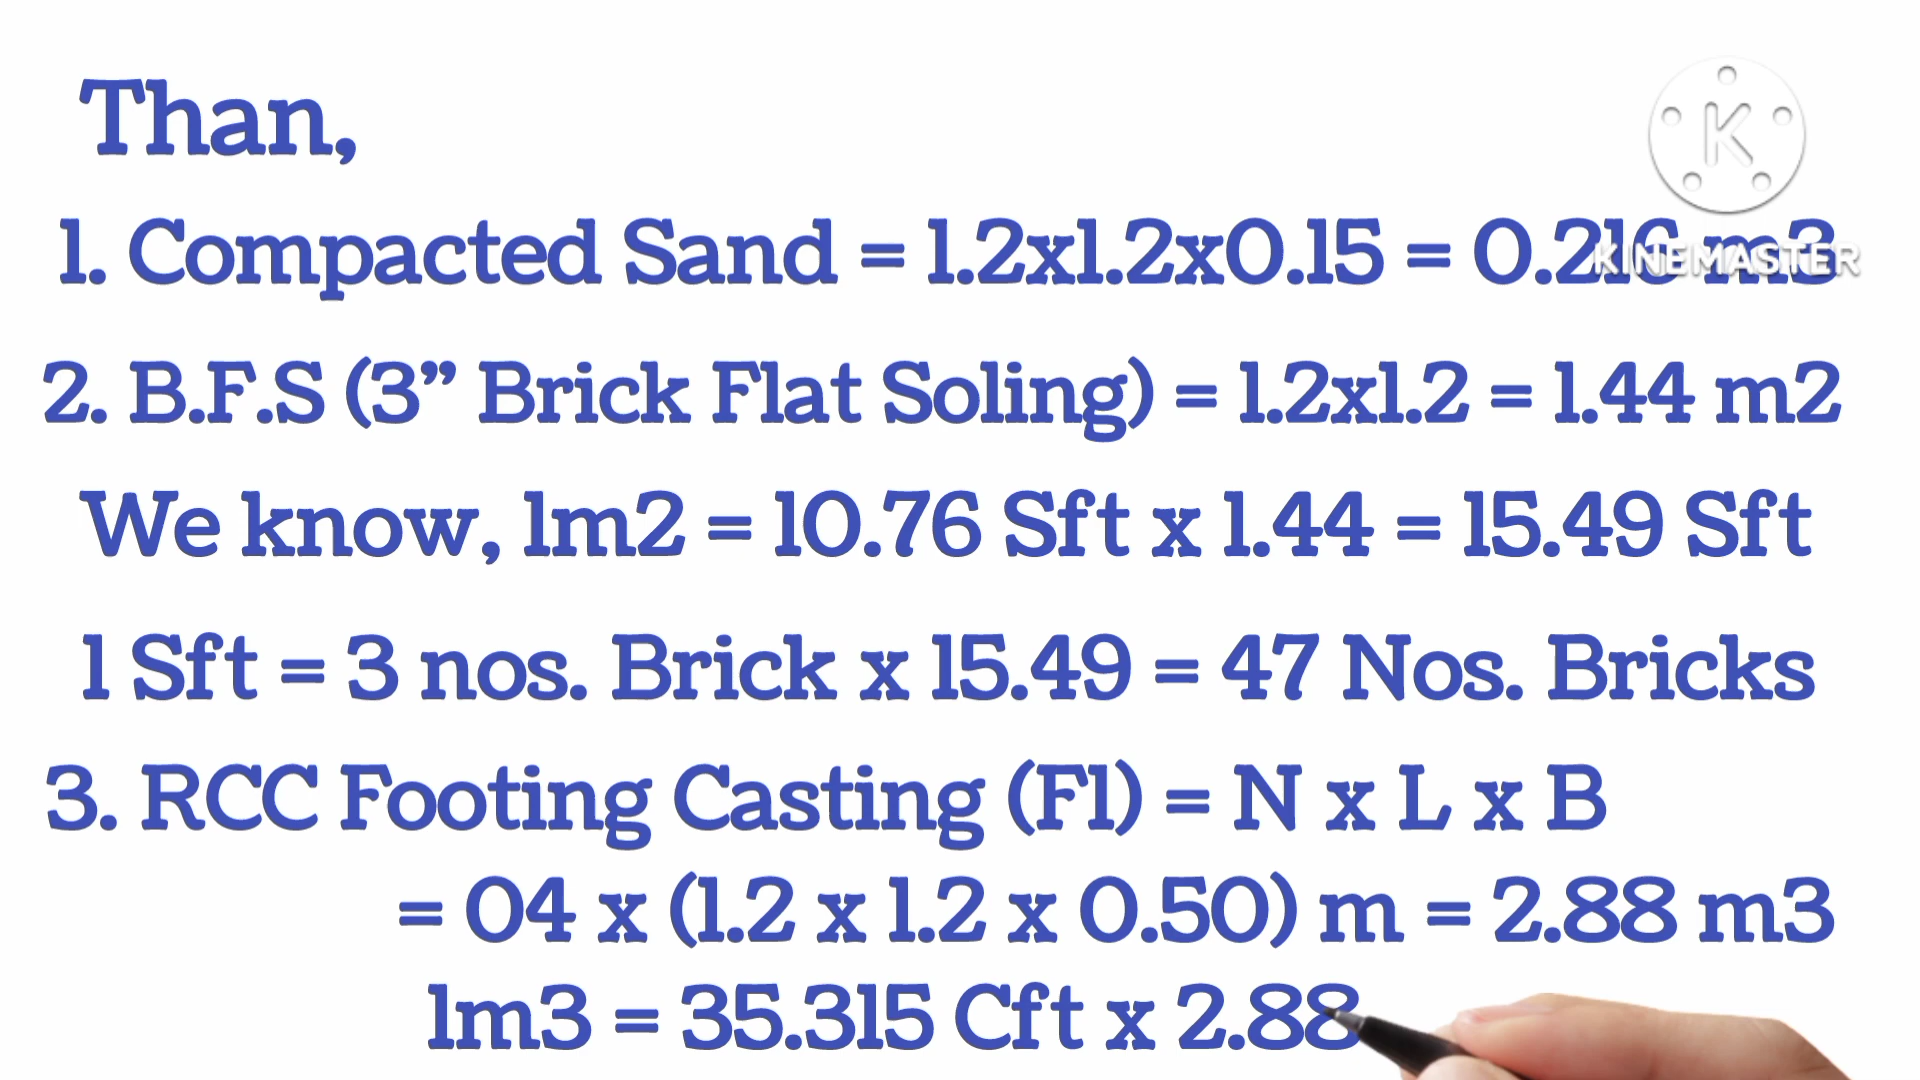 Than,
K
KINEMASTER
1. Compacted Sand = 1.2x1.2x0.15 = 0.216 m3
2. B.F.S (3” Brick Flat Soling) = 1.2x1.2 = 1.44 m2
We know, 1m2 = 10.76 Sft x 1.44 = 15.49 Sft
1 Sft = 3 nos. Brick x 15.49 = 47 Nos. Bricks
3. RCC Footing Casting (F1) = N x L x B
= 04 x (1.2 x 1.2 x 0.50) m = 2.88 m3
1m3 = 35.315 Cft x 2.88